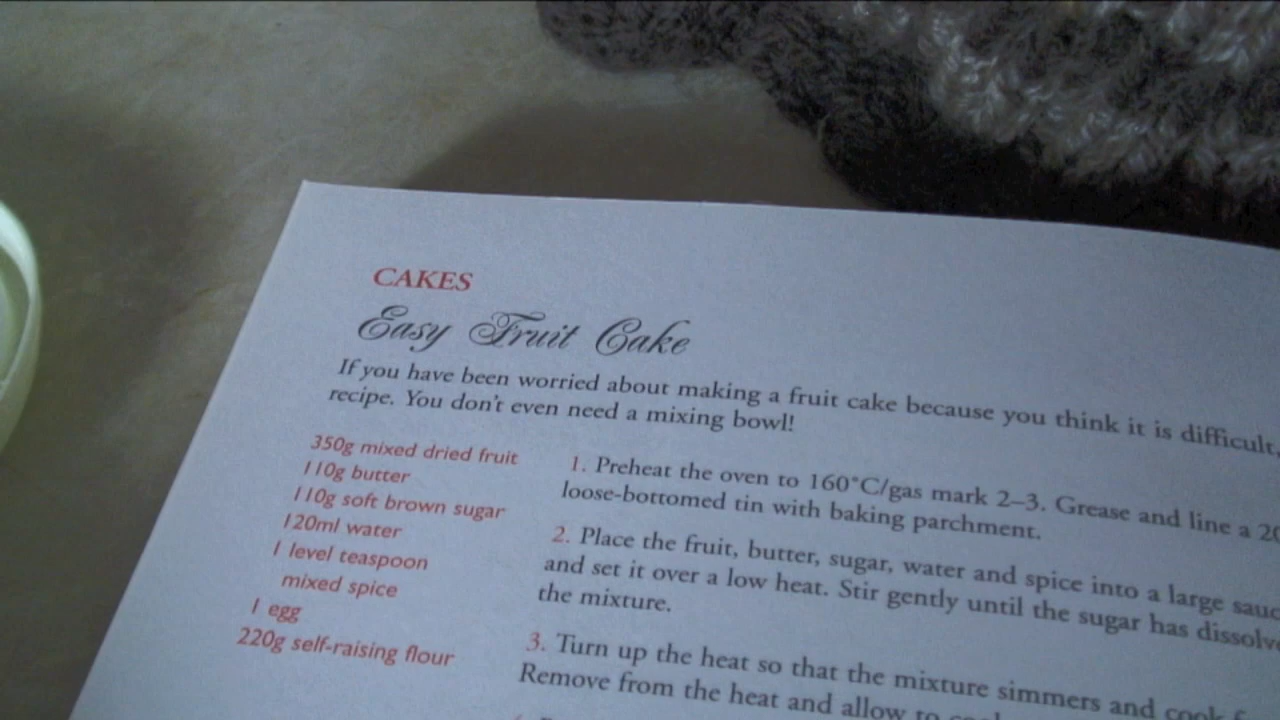 CAKES
Easy Fruit Cake
If you have been worried about making a fruit cake because you think it is difficult,
recipe. You don't even need a mixing bowl!
350g mixed dried fruit
110g butter
110g soft brown sugar
120ml water
1 level teaspoon
mixed spice
1 egg
220g self-raising flour
1. Preheat the oven to 160°C/gas mark 2–3. Grease and line a
loose-bottomed tin with baking parchment.
2. Place the fruit, butter, sugar, water and spice into a large
and set it over a low heat. Stir gently until the sugar has
the mixture.
3. Turn up the heat so that the mixture simmers and cook
Remove from the heat and allow to